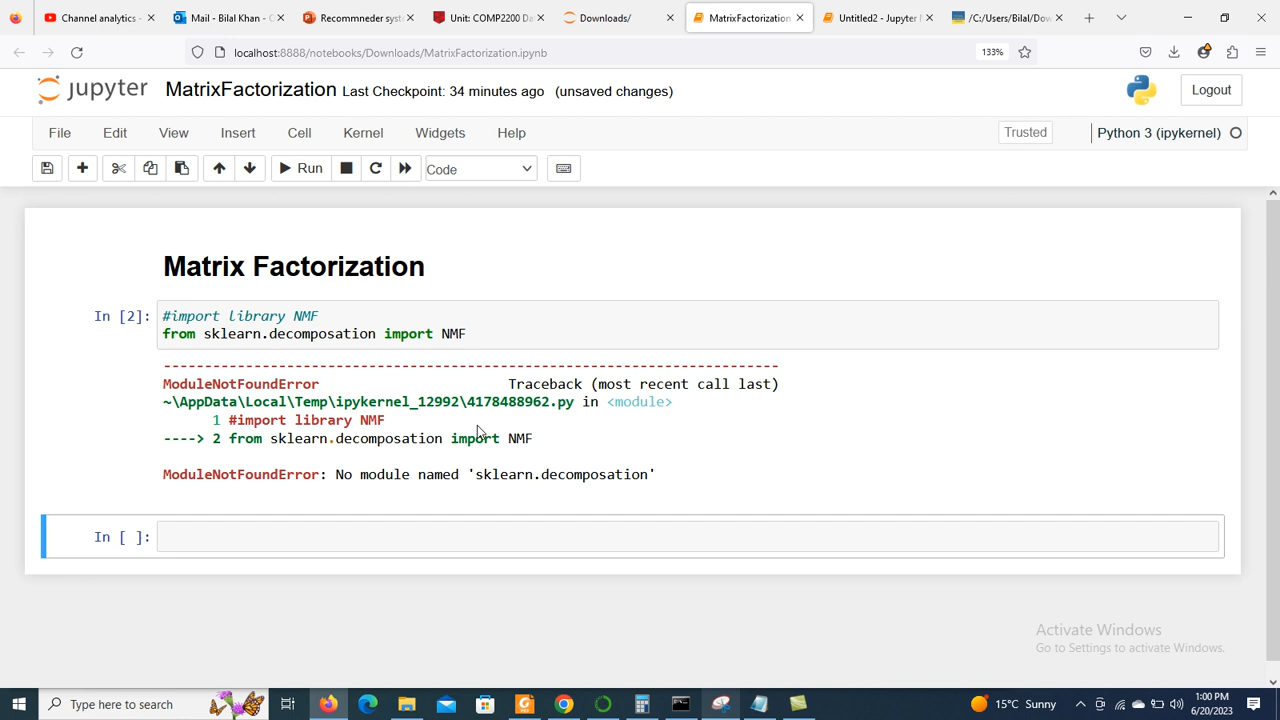 Channel analytics -
Mail - Bilal Khan - C
Recommneder sys
Unit: COMP2200 Da
Downloads/
MatrixFactorization
Untitled2 - Jupyter
/C:/Users/Bilal/Dow
localhost:8888/notebooks/Downloads/MatrixFactorization.ipynb
133%
jupyter MatrixFactorization Last Checkpoint: 34 minutes ago (unsaved changes)
Logout
File Edit View Insert Cell Kernel Widgets Help
Trusted
Python 3 (ipykernel)
Run
Code
Matrix Factorization
In [2]: #import library NMF
from sklearn.decomposation import NMF
---------------------------------------------------------------------------
ModuleNotFoundError Traceback (most recent call last)
~\AppData\Local\Temp\ipykernel_12992\4178488962.py in <module>
1 #import library NMF
----> 2 from sklearn.decomposation import NMF
ModuleNotFoundError: No module named 'sklearn.decomposation'
In [ ]:
Activate Windows
Go to Settings to activate Windows.
Type here to search
15°C Sunny
1:00 PM
6/20/2023